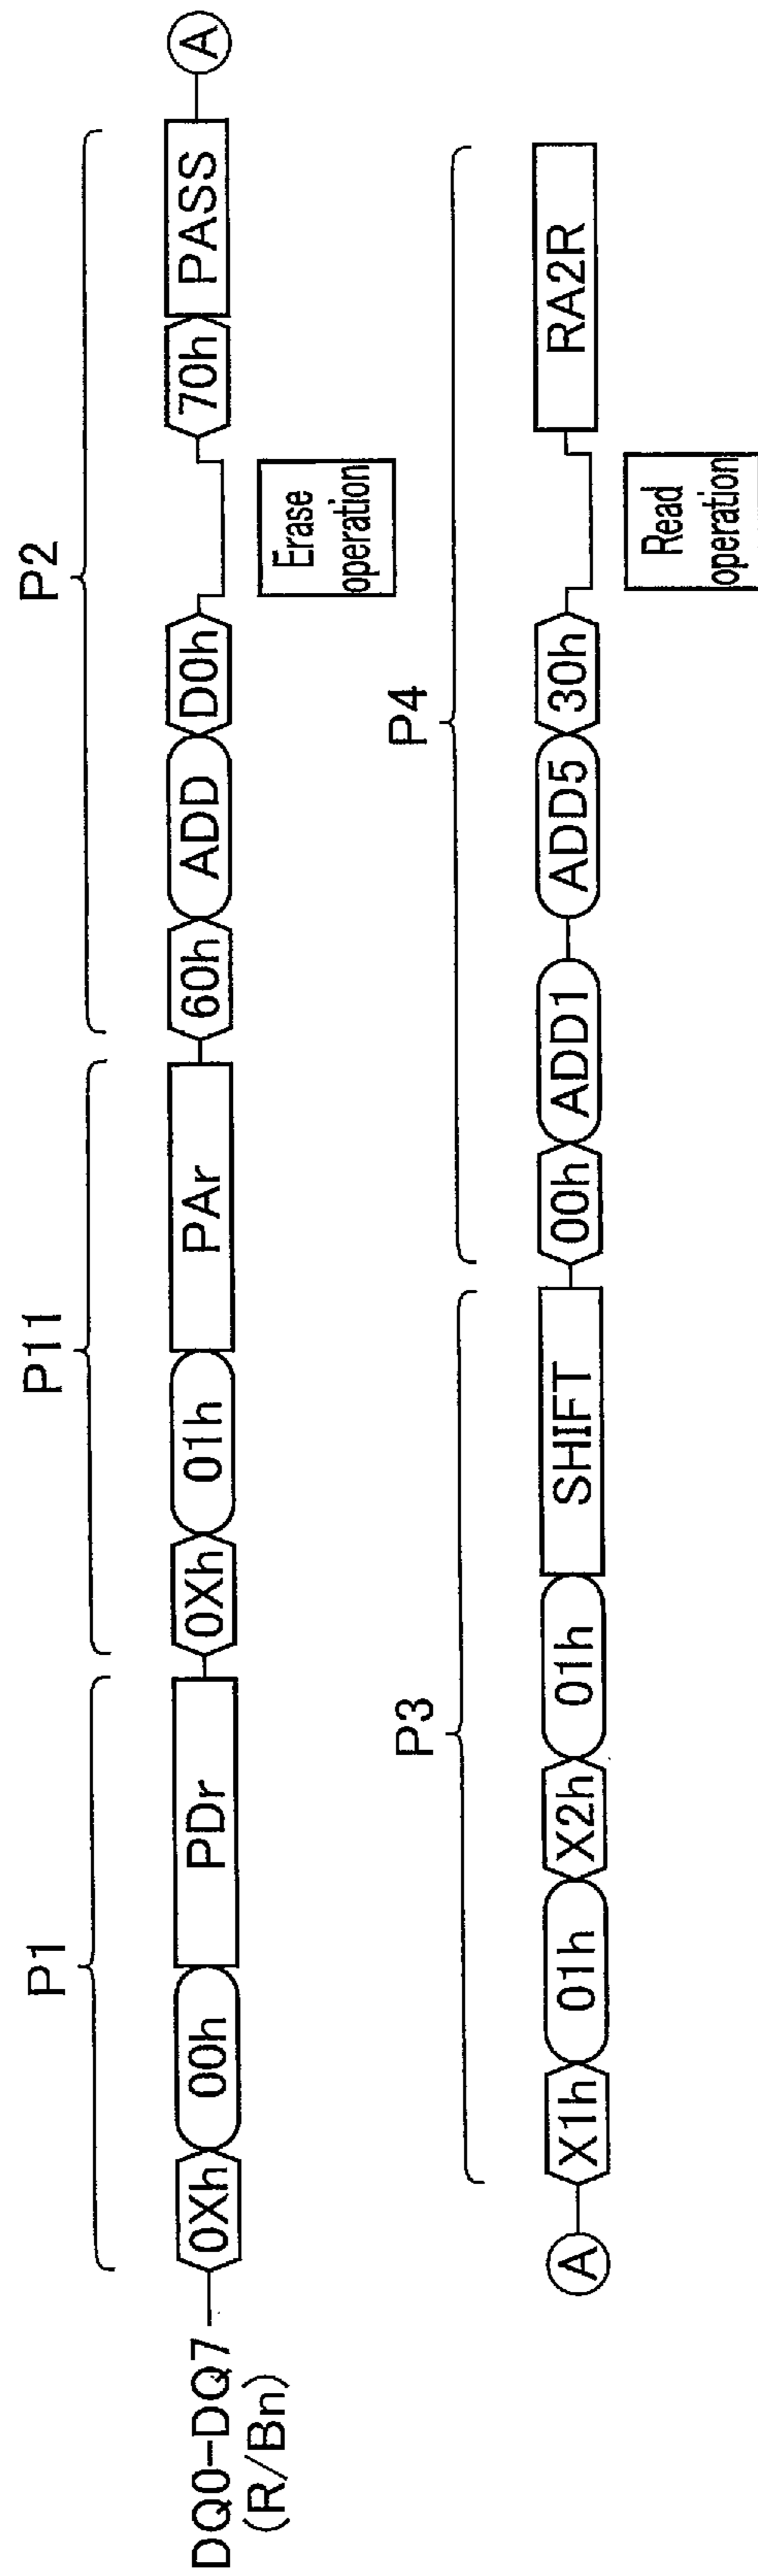 P1 P11 P2
DQ0-DQ7 0Xh 00h PDr 0Xh 01h PAr 60h ADD D0h 70h PASS A
(R/Bn)
Erase
operation
P3 P4
A X1h 01h X2h 01h SHIFT 00h ADD1 ADD5 30h RA2R
Read
operation